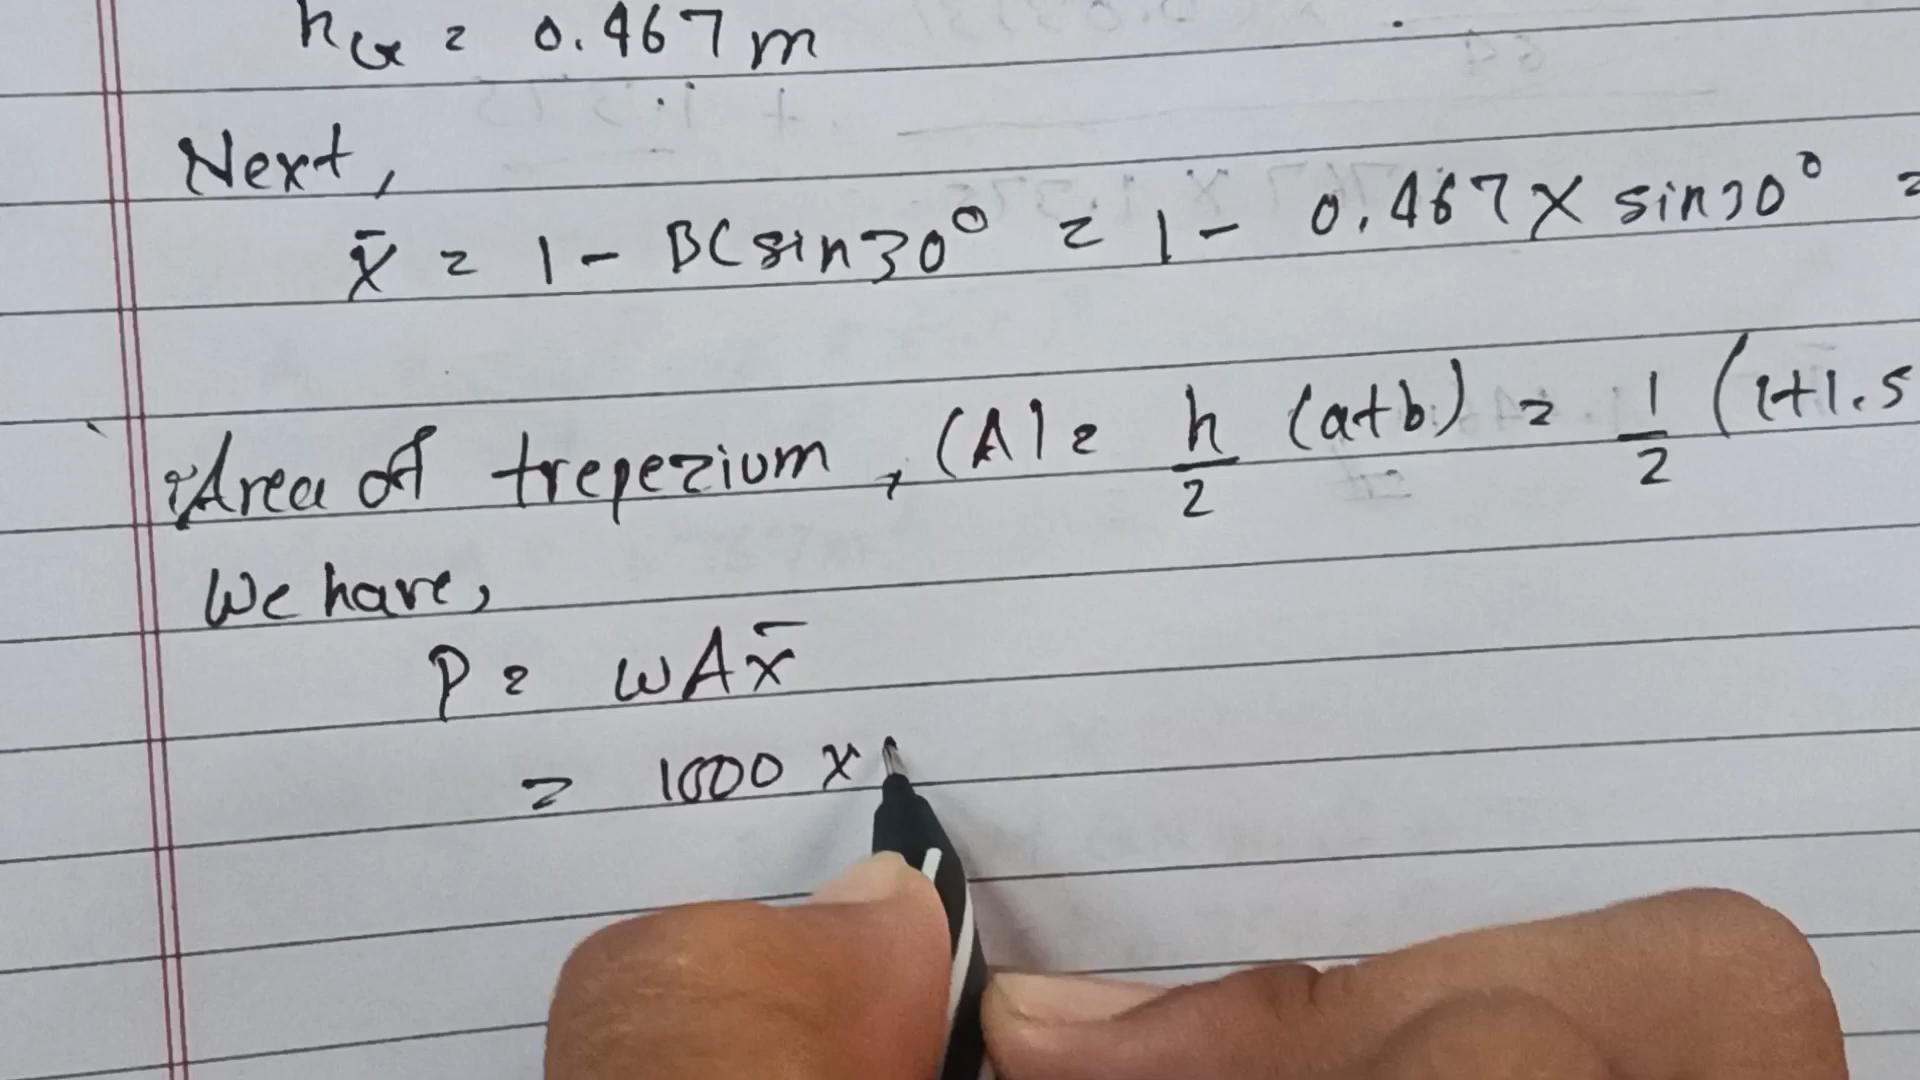 hG = 0.467 m
Next,
x̄ = 1 - BC sin30° = 1 - 0.467 X sin30° =
Area of trepezium, (A) = h/2 (a+b) = 1/2 (1+1.5
We have,
P = wAx̄
= 1000 x